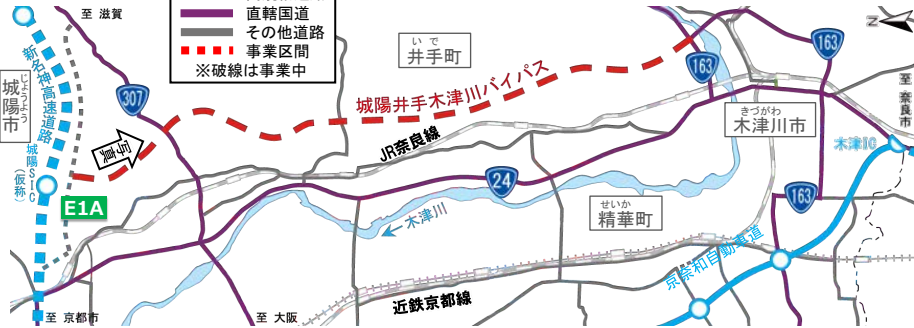 直轄国道
その他道路
事業区間
※破線は事業中
至 滋賀
新名神高速道路
じょうよう
城陽市
城陽SIC
(仮称)
E1A
307
写真
いで
井手町
163
163
N
至 奈良市
城陽井手木津川バイパス
JR奈良線
きづがわ
木津川市
木津IC
24
木津川
せいか
精華町
163
京奈和自動車道
近鉄京都線
至 京都市
至 大阪